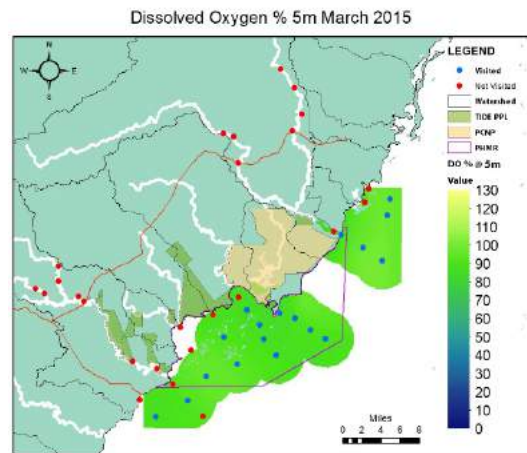 Dissolved Oxygen % 5m March 2015
N
W E
S
LEGEND
Visited
Not Visited
Watershed
TIDE PPL
PCNP
PHMR
DO % @ 5m
Value
130
120
110
100
90
80
70
60
50
40
30
20
10
0
Miles
0 2 4 6 8